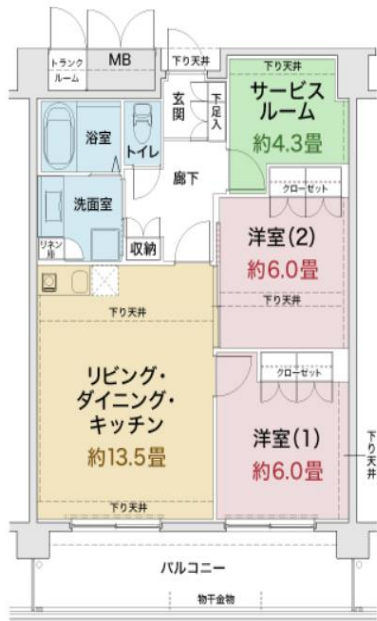 トランク
ルーム
MB
下り天井
玄関
下足入
下り天井
サービス
ルーム
約4.3畳
浴室
トイレ
廊下
クローゼット
洗面室
リネン
庫
収納
洋室(2)
約6.0畳
下り天井
下り天井
リビング・
ダイニング・
キッチン
約13.5畳
クローゼット
洋室(1)
約6.0畳
下り天井
下り天井
バルコニー
物干金物